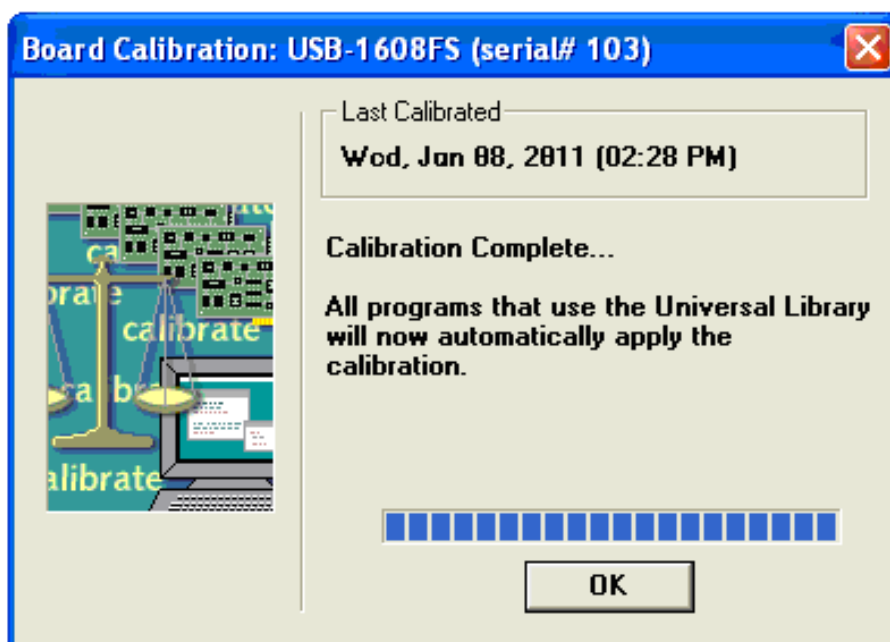 Board Calibration: USB-1608FS (serial# 103)
Last Calibrated
Wod, Jan 08, 2011 (02:28 PM)
Calibration Complete...
All programs that use the Universal Library
will now automatically apply the
calibration.
calibrate
calibrate
OK